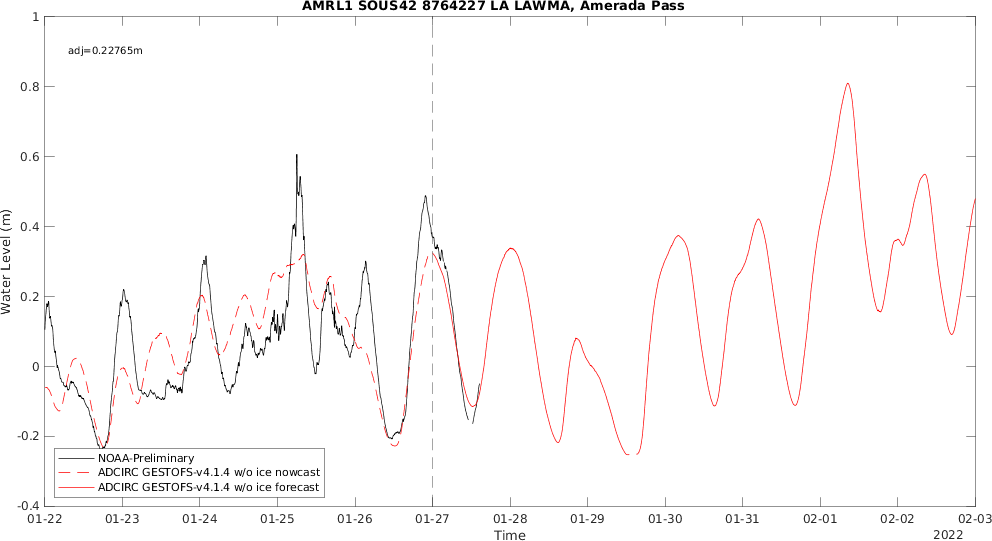 AMRL1 SOUS42 8764227 LA LAWMA, Amerada Pass
adj=0.22765m
Water Level (m)
1
0.8
0.6
0.4
0.2
0
-0.2
-0.4
NOAA-Preliminary
ADCIRC GESTOFS-v4.1.4 w/o ice nowcast
ADCIRC GESTOFS-v4.1.4 w/o ice forecast
01-22 01-23 01-24 01-25 01-26 01-27 01-28 01-29 01-30 01-31 02-01 02-02 02-03
Time
2022